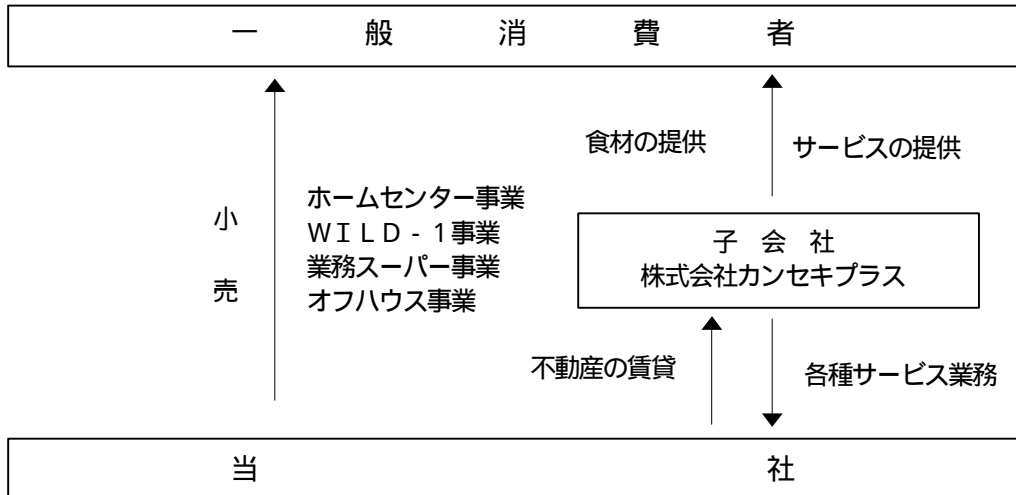 一般消費者
食材の提供
サービスの提供
小売
ホームセンター事業
ＷＩＬＤ‐１事業
業務スーパー事業
オフハウス事業
子会社
株式会社カンセキプラス
不動産の賃貸
各種サービス業務
当社